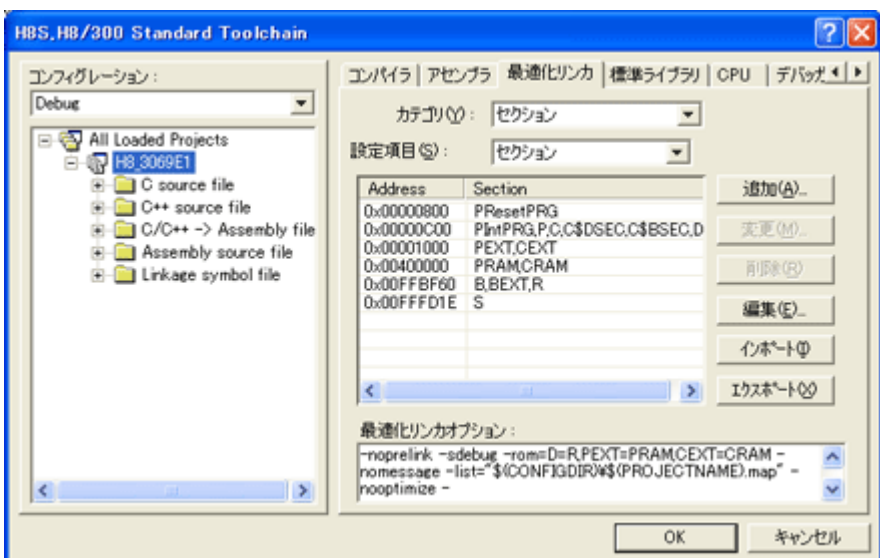 H8S,H8/300 Standard Toolchain
コンフィグレーション :
Debug
All Loaded Projects
H8_3069E1
C source file
C++ source file
C/C++ -> Assembly file
Assembly source file
Linkage symbol file
コンパイラ アセンブラ 最適化リンカ 標準ライブラリ CPU デバッガ
カテゴリ(Y) : セクション
設定項目(S) : セクション
Address Section
0x00000800 PResetPRG
0x00000C00 PIntPRG,P,C,C$DSEC,C$BSEC,D
0x00001000 PEXT,CEXT
0x00400000 PRAM,CRAM
0x00FFBF60 B,BEXT,R
0x00FFFD1E S
追加(A)...
変更(M)...
削除(R)
編集(E)...
インポート(I)
エクスポート(X)
最適化リンカオプション :
-noprelink -sdebug -rom=D=R,PEXT=PRAM,CEXT=CRAM -
nomessage -list="$(CONFIGDIR)¥$(PROJECTNAME).map" -
nooptimize -
OK キャンセル